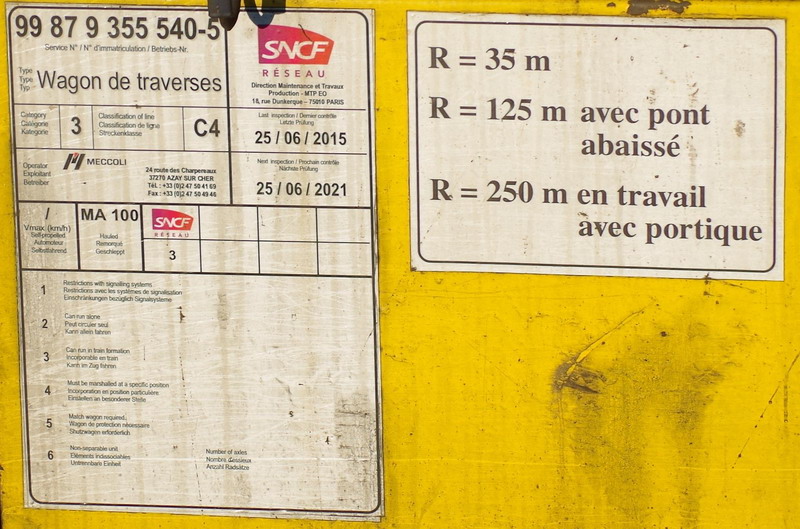 99 87 9 355 540-5
Service N° / N° d'immatriculation / Betriebs-Nr.
Type
Type
Typ
Wagon de traverses
SNCF
RÉSEAU
Direction Maintenance et Travaux
Production - MTP EO
18, rue Dunkerque - 75010 PARIS
Category
Catégorie
Kategorie
3
Classification of line
Classification de ligne
Streckenklasse
C4
Last inspection / Dernier contrôle
Letzte Prüfung
25 / 06 / 2015
Operator
Exploitant
Betreiber
MECCOLI
24 route des Charpereaux
37270 AZAY SUR CHER
Tél. : +33 (0)2 47 50 41 69
Fax : +33 (0)2 47 50 49 46
Next inspection / Prochain contrôle
Nächste Prüfung
25 / 06 / 2021
/
Vmax. (km/h)
Self-propelled
Automoteur
Selbstfahrend
MA 100
Hauled
Remorqué
Geschleppt
SNCF
RÉSEAU
3
1
Restrictions with signalling systems
Restrictions avec les systèmes de signalisation
Einschränkungen bezüglich Signalsysteme
2
Can run alone
Peut circuler seul
Kann allein fahren
3
Can run in train formation
Incorporable en train
Kann im Zug fahren
4
Must be marshalled at a specific position
Incorporation en position particulière
Einstellen an besonderer Stelle
5
Match wagon required
Wagon de protection nécessaire
Shutzwagen erforderlich
6
Non-separable unit
Eléments indissociables
Untrennbare Einheit
Number of axles
Nombre d'essieux
Anzahl Radsätze
R = 35 m
R = 125 m avec pont
abaissé
R = 250 m en travail
avec portique